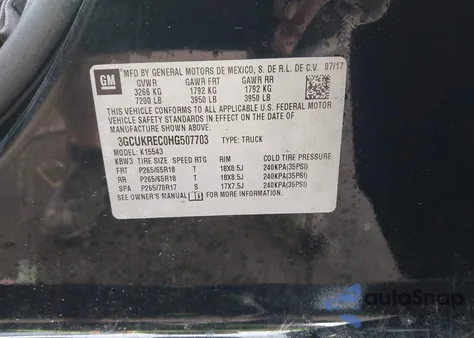 GM
MFD BY GENERAL MOTORS DE MEXICO, S. DE R.L. DE C.V. 07/17
GVWR GAWR FRT GAWR RR
3266 KG 1792 KG 1792 KG
7200 LB 3950 LB 3950 LB
THIS VEHICLE CONFORMS TO ALL APPLICABLE U.S. FEDERAL MOTOR
VEHICLE SAFETY, BUMPER, AND THEFT PREVENTION STANDARDS IN
EFFECT ON THE DATE OF MANUFACTURE SHOWN ABOVE.
3GCUKREC0HG507703 TYPE: TRUCK
MODEL: K15543
KBW3 TIRE SIZE SPEED RTG RIM COLD TIRE PRESSURE
FRT P265/65R18 T 18X8.5J 240KPA(35PSI)
RR P265/65R18 T 18X8.5J 240KPA(35PSI)
SPA P265/70R17 S 17X7.5J 240KPA(35PSI)
SEE OWNER'S MANUAL FOR MORE INFORMATION.
autoSnap